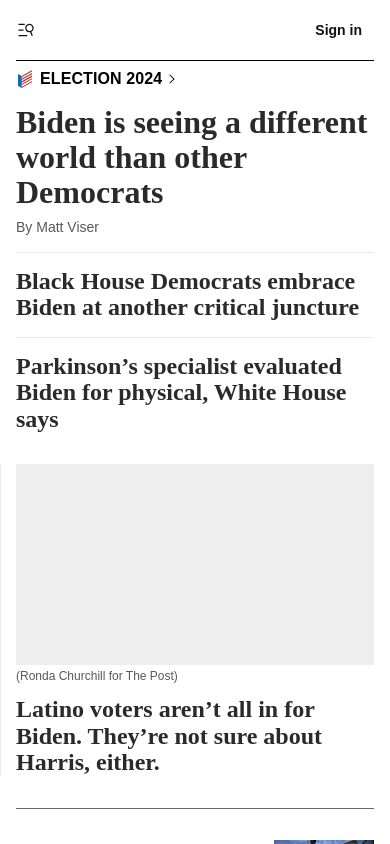 Sign in
ELECTION 2024
Biden is seeing a different
world than other
Democrats
By Matt Viser
Black House Democrats embrace
Biden at another critical juncture
Parkinson’s specialist evaluated
Biden for physical, White House
says
(Ronda Churchill for The Post)
Latino voters aren’t all in for
Biden. They’re not sure about
Harris, either.